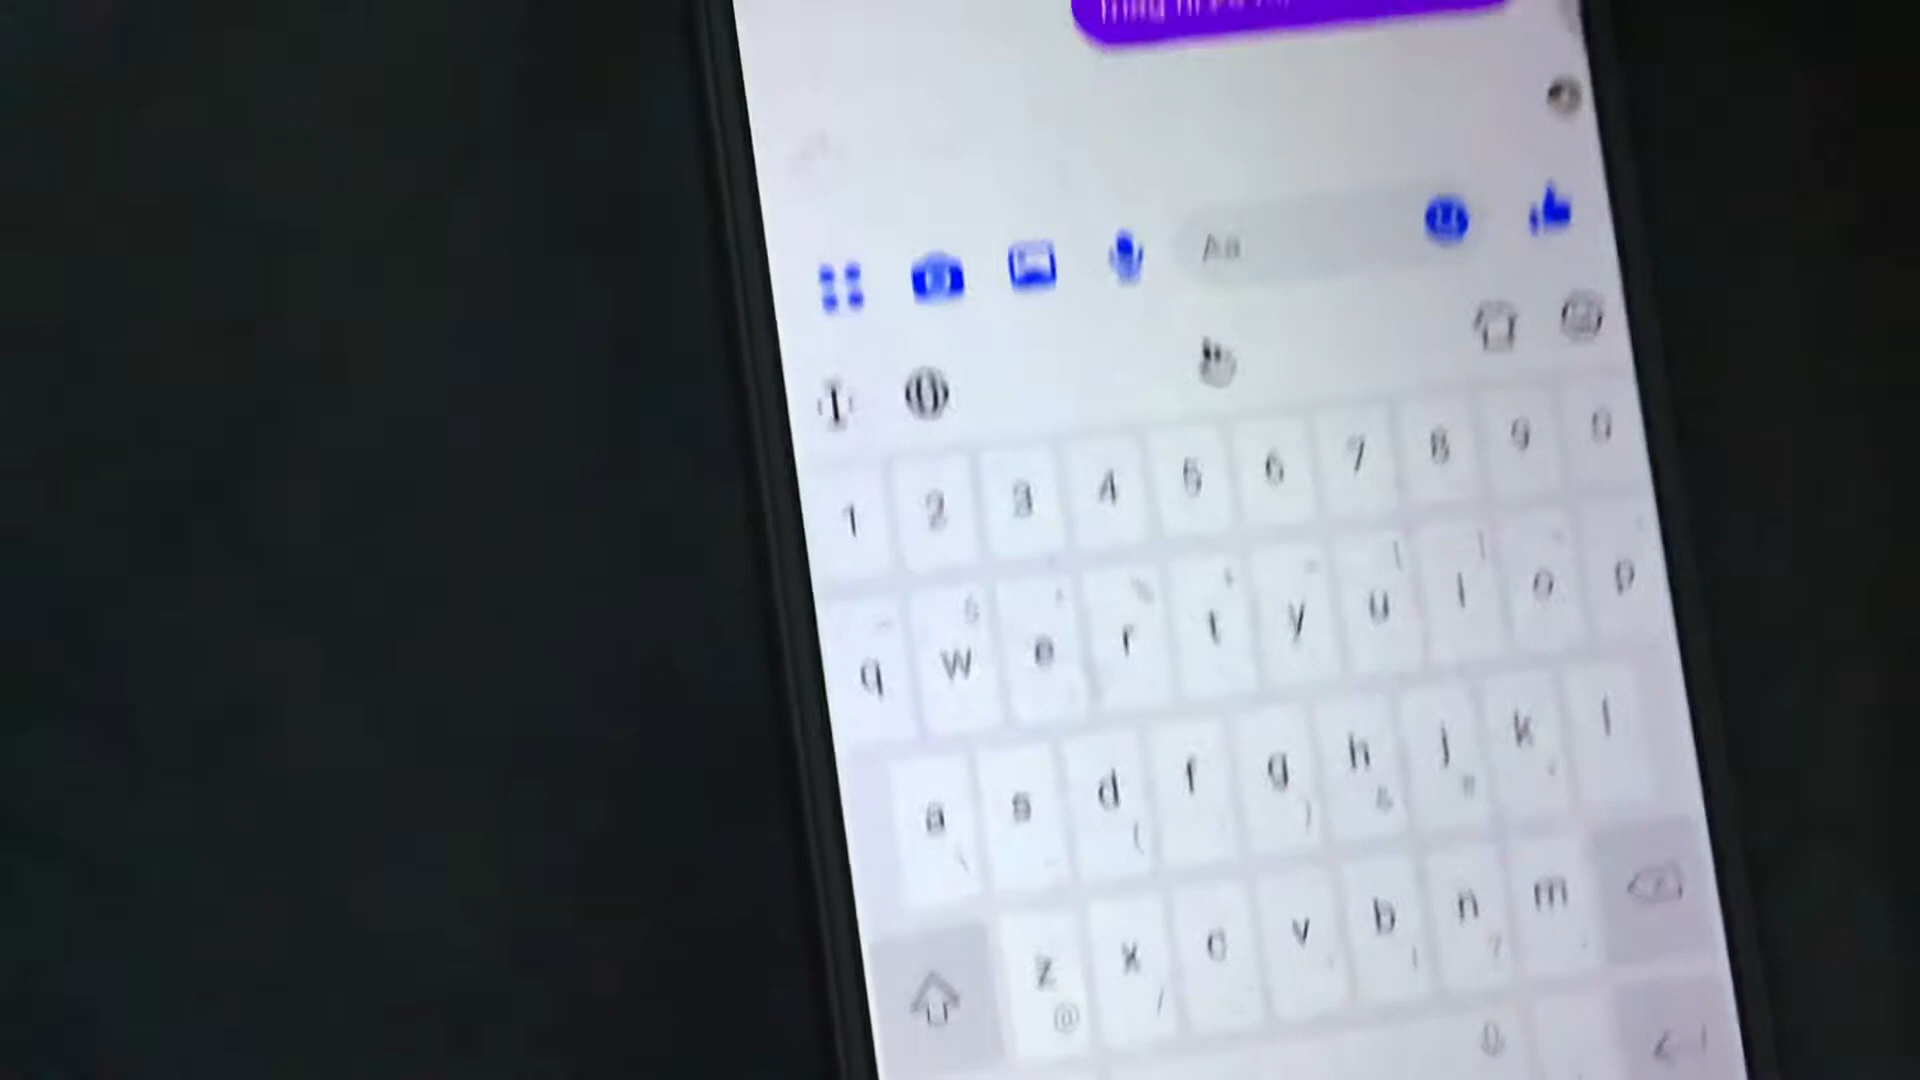 Aa
1 2 3 4 5 6 7 8 9 0
q w e r t y u i o p
a s d f g h j k l
z x c v b n m
@ /